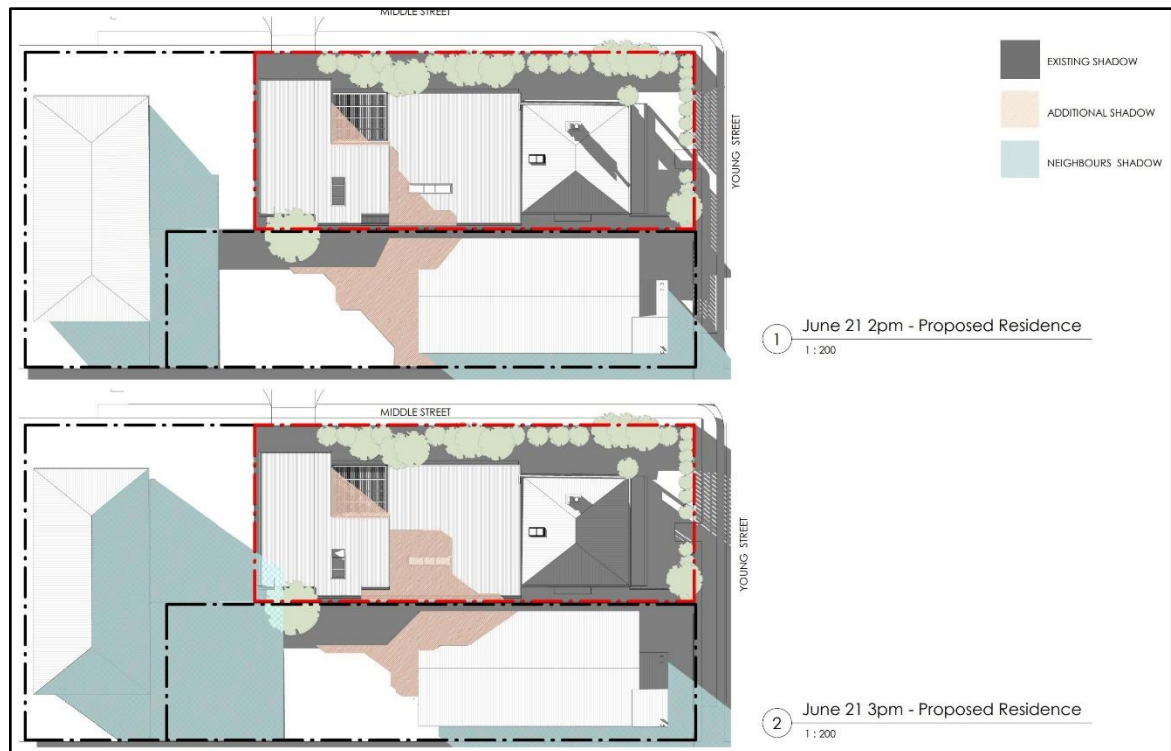 MIDDLE STREET
YOUNG STREET
EXISTING SHADOW
ADDITIONAL SHADOW
NEIGHBOURS SHADOW
1
June 21 2pm - Proposed Residence
1 : 200
MIDDLE STREET
YOUNG STREET
2
June 21 3pm - Proposed Residence
1 : 200